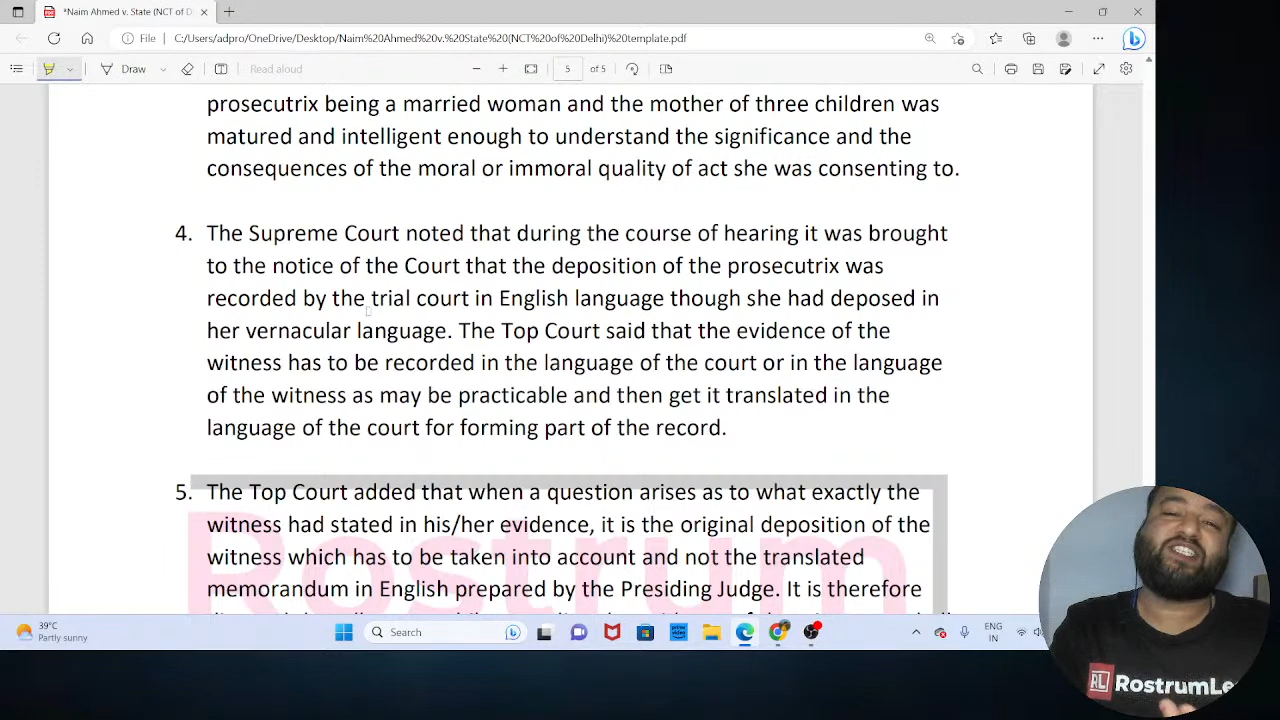 *Naim Ahmed v. State (NCT of D
File C:/Users/adpro/OneDrive/Desktop/Naim%20Ahmed%20v.%20State%20(NCT%20of%20Delhi)%20template.pdf
Draw Read aloud 5 of 5
prosecutrix being a married woman and the mother of three children was
matured and intelligent enough to understand the significance and the
consequences of the moral or immoral quality of act she was consenting to.
4. The Supreme Court noted that during the course of hearing it was brought
to the notice of the Court that the deposition of the prosecutrix was
recorded by the trial court in English language though she had deposed in
her vernacular language. The Top Court said that the evidence of the
witness has to be recorded in the language of the court or in the language
of the witness as may be practicable and then get it translated in the
language of the court for forming part of the record.
5. The Top Court added that when a question arises as to what exactly the
witness had stated in his/her evidence, it is the original deposition of the
witness which has to be taken into account and not the translated
memorandum in English prepared by the Presiding Judge. It is therefore
Rostrum
39°C
Partly sunny
Search
ENG
IN
RL RostrumLe